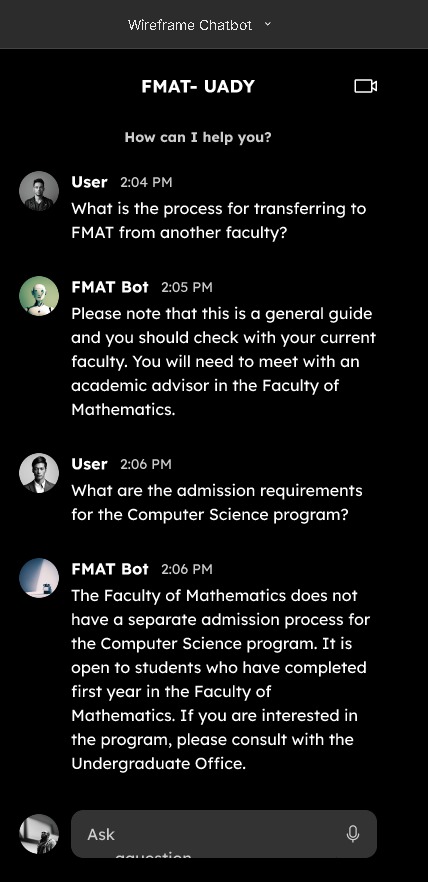 Wireframe Chatbot
FMAT- UADY
How can I help you?
User 2:04 PM
What is the process for transferring to
FMAT from another faculty?
FMAT Bot 2:05 PM
Please note that this is a general guide
and you should check with your current
faculty. You will need to meet with an
academic advisor in the Faculty of
Mathematics.
User 2:06 PM
What are the admission requirements
for the Computer Science program?
FMAT Bot 2:06 PM
The Faculty of Mathematics does not
have a separate admission process for
the Computer Science program. It is
open to students who have completed
first year in the Faculty of
Mathematics. If you are interested in
the program, please consult with the
Undergraduate Office.
Ask
aquestion